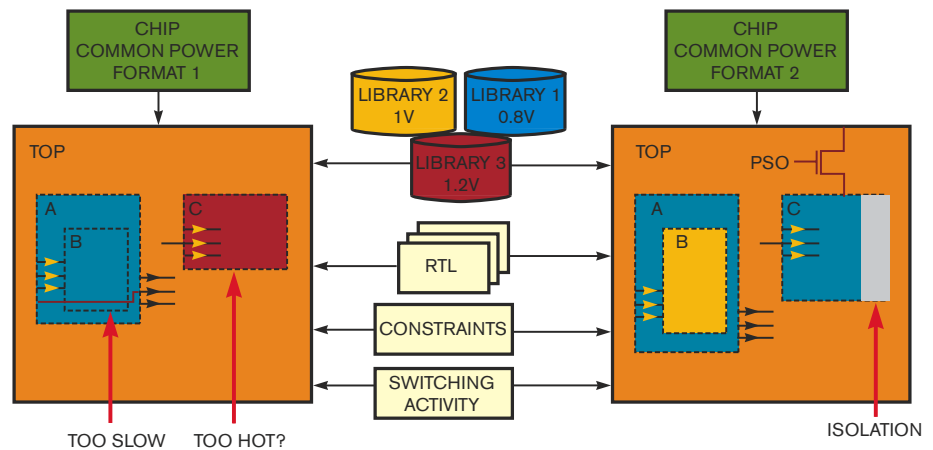 CHIP
COMMON POWER
FORMAT 1
CHIP
COMMON POWER
FORMAT 2
LIBRARY 2
1V
LIBRARY 1
0.8V
LIBRARY 3
1.2V
TOP
A
B
C
TOP
PSO
A
B
C
RTL
CONSTRAINTS
SWITCHING
ACTIVITY
TOO SLOW
TOO HOT?
ISOLATION